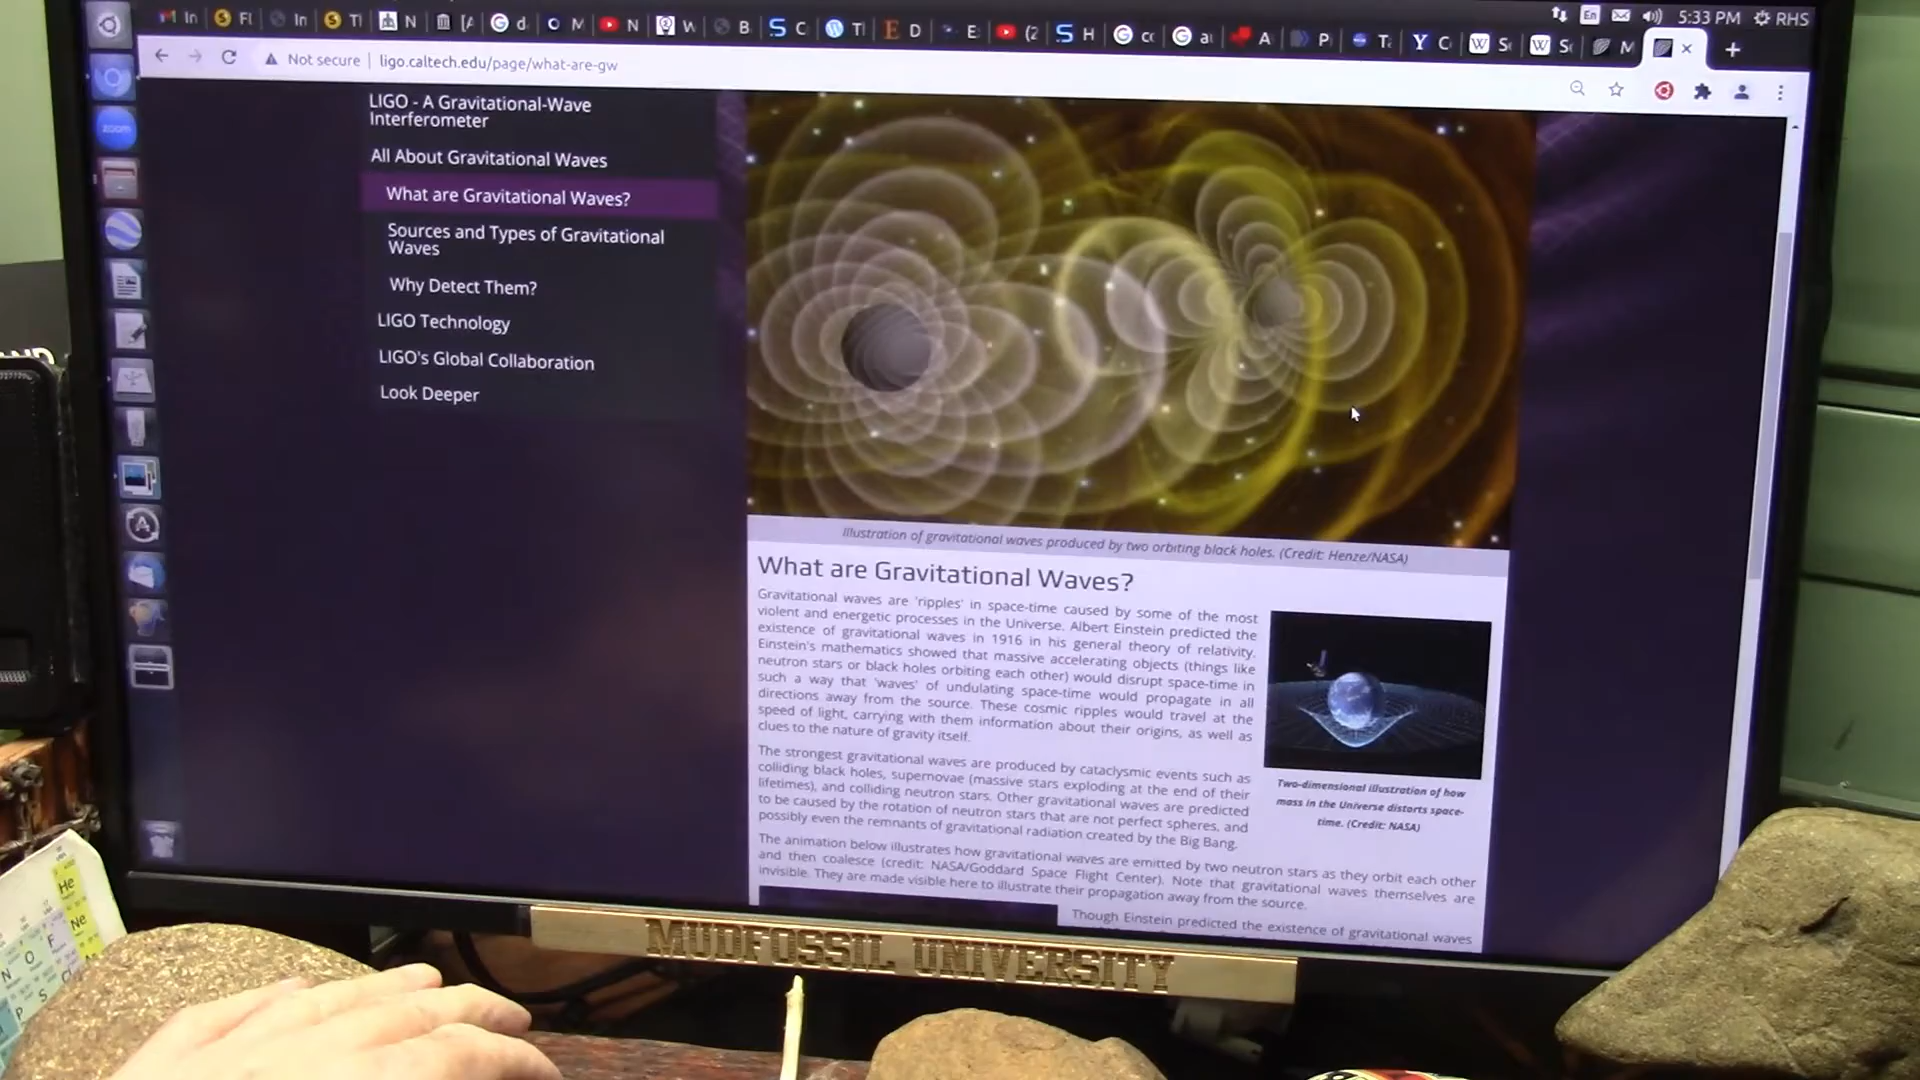 In
Fl
In
Tl
N
[A
d.
M
N
W
B
C
Tl
D
E:
(2
H
cc
aı
A
P
T
C
S
S
M
5:33 PM
RHS
En
Not secure
ligo.caltech.edu/page/what-are-gw
zoom
LIGO - A Gravitational-Wave
Interferometer
All About Gravitational Waves
What are Gravitational Waves?
Sources and Types of Gravitational
Waves
Why Detect Them?
LIGO Technology
LIGO's Global Collaboration
Look Deeper
Illustration of gravitational waves produced by two orbiting black holes. (Credit: Henze/NASA)
What are Gravitational Waves?
Gravitational waves are 'ripples' in space-time caused by some of the most
violent and energetic processes in the Universe. Albert Einstein predicted the
existence of gravitational waves in 1916 in his general theory of relativity.
Einstein's mathematics showed that massive accelerating objects (things like
neutron stars or black holes orbiting each other) would disrupt space-time in
such a way that 'waves' of undulating space-time would propagate in all
directions away from the source. These cosmic ripples would travel at the
speed of light, carrying with them information about their origins, as well as
clues to the nature of gravity itself.
Two-dimensional illustration of how
mass in the Universe distorts space-
time. (Credit: NASA)
The strongest gravitational waves are produced by cataclysmic events such as
colliding black holes, supernovae (massive stars exploding at the end of their
lifetimes), and colliding neutron stars. Other gravitational waves are predicted
to be caused by the rotation of neutron stars that are not perfect spheres, and
possibly even the remnants of gravitational radiation created by the Big Bang.
The animation below illustrates how gravitational waves are emitted by two neutron stars as they orbit each other
and then coalesce (credit: NASA/Goddard Space Flight Center). Note that gravitational waves themselves are
invisible. They are made visible here to illustrate their propagation away from the source.
Though Einstein predicted the existence of gravitational waves
MUDFOSSIL UNIVERSITY
He
Ne
F
O
N
S
P